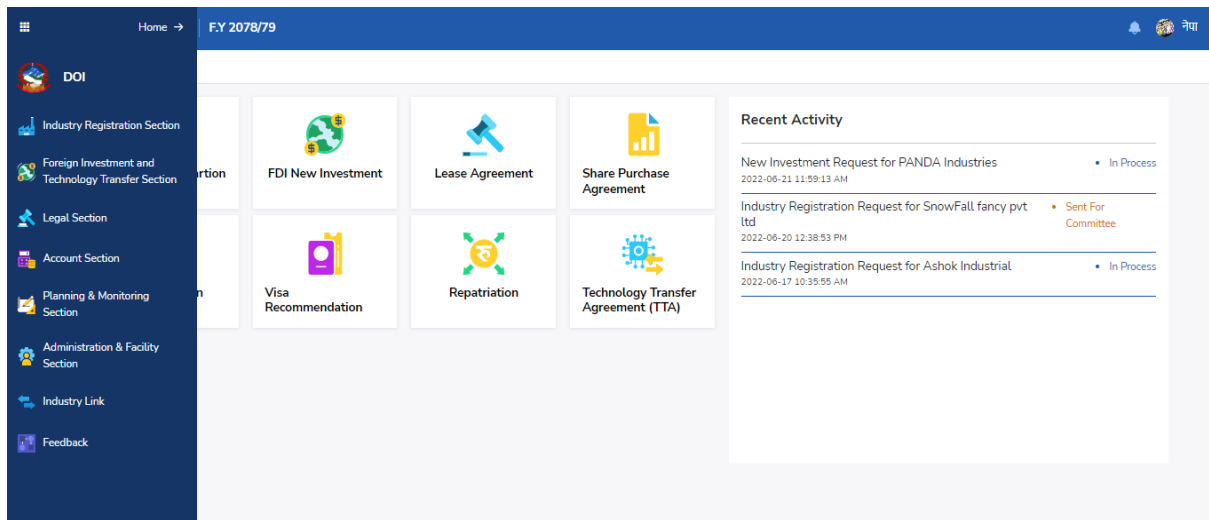 Home → F.Y 2078/79 नेपा
DOI
Industry Registration Section
Foreign Investment and
Technology Transfer Section
Legal Section
Account Section
Planning & Monitoring
Section
Administration & Facility
Section
Industry Link
Feedback
rtion
FDI New Investment
Lease Agreement
Share Purchase
Agreement
n
Visa
Recommendation
Repatriation
Technology Transfer
Agreement (TTA)
Recent Activity
New Investment Request for PANDA Industries • In Process
2022-06-21 11:59:13 AM
Industry Registration Request for SnowFall fancy pvt • Sent For
ltd Committee
2022-06-20 12:38:53 PM
Industry Registration Request for Ashok Industrial • In Process
2022-06-17 10:35:55 AM